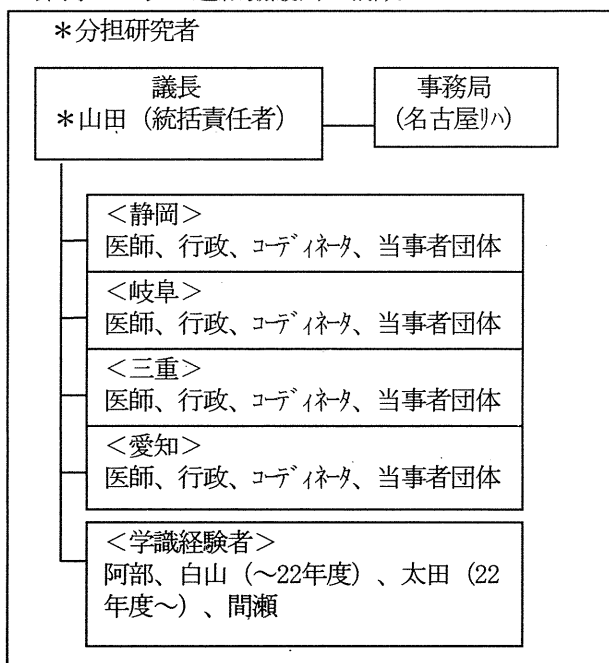 ＊分担研究者
議長
＊山田（統括責任者）
事務局
（名古屋ﾘﾊ）
＜静岡＞
医師、行政、ｺｰﾃﾞｨﾈｰﾀ、当事者団体
＜岐阜＞
医師、行政、ｺｰﾃﾞｨﾈｰﾀ、当事者団体
＜三重＞
医師、行政、ｺｰﾃﾞｨﾈｰﾀ、当事者団体
＜愛知＞
医師、行政、ｺｰﾃﾞｨﾈｰﾀ、当事者団体
＜学識経験者＞
阿部、白山（～22年度）、太田（22
年度～）、間瀬